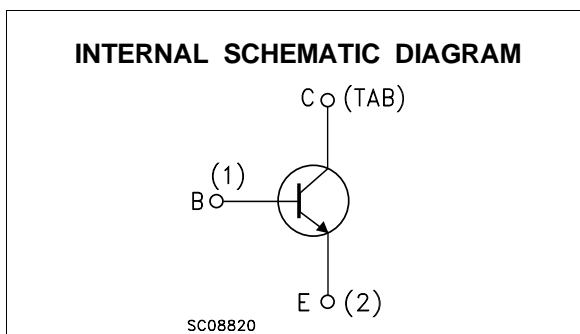 INTERNAL SCHEMATIC DIAGRAM
C (TAB)
(1)
B
E (2)
SC08820